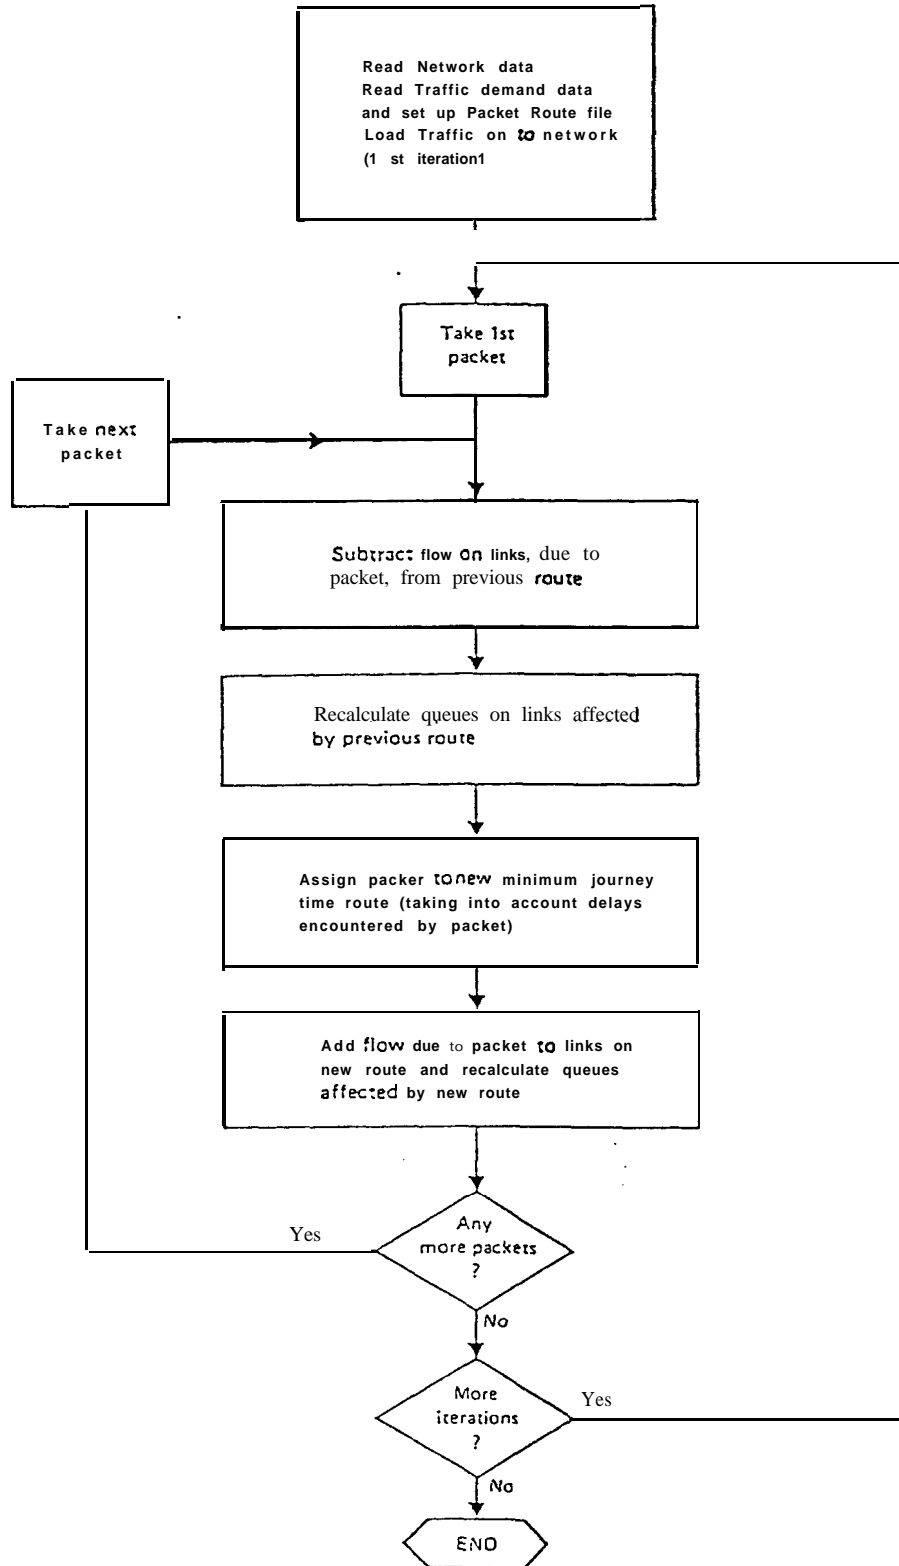 Read Network data
Read Traffic demand data
and set up Packet Route file
Load Traffic on to network
(1 st iteration1
Take 1st
packet
Take next
packet
Subtract flow on links, due to
packet, from previous route
Recalculate queues on links affected
by previous route
Assign packer to new minimum journey
time route (taking into account delays
encountered by packet)
Add flow due to packet to links on
new route and recalculate queues
affected by new route
Any
more packets
?
Yes
No
More
iterations
?
Yes
No
END